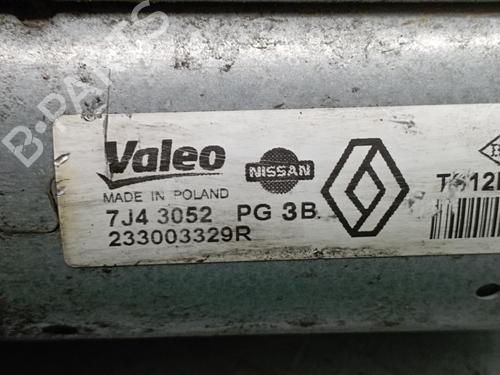 B-PARTS
Valeo
MADE IN POLAND
NISSAN
7J4 3052 PG 3B
233003329R